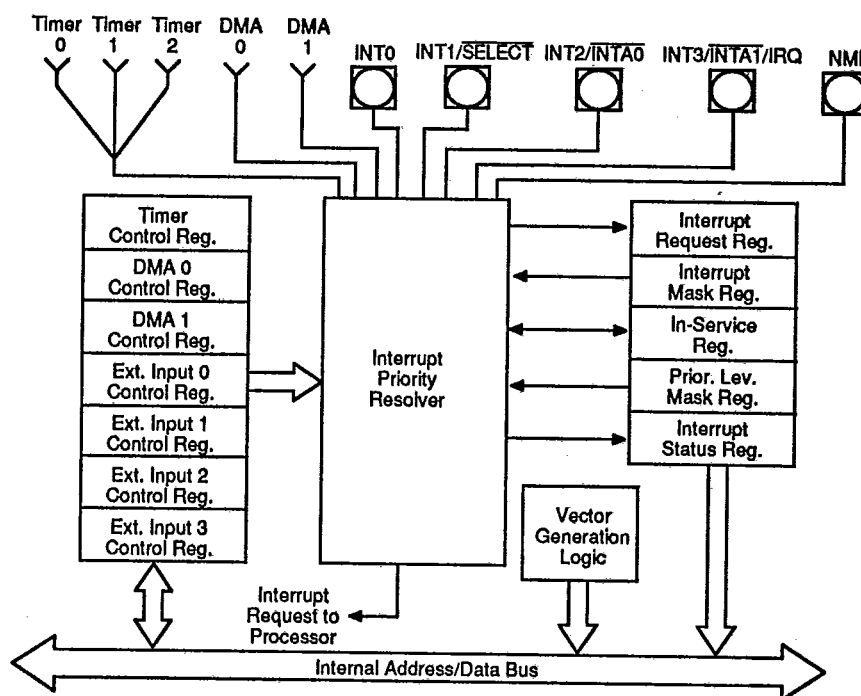 Timer Timer Timer DMA DMA
0 1 2 0 1
INT0 INT1/SELECT INT2/INTA0 INT3/INTA1/IRQ NMI
Timer
Control Reg.
DMA 0
Control Reg.
DMA 1
Control Reg.
Ext. Input 0
Control Reg.
Ext. Input 1
Control Reg.
Ext. Input 2
Control Reg.
Ext. Input 3
Control Reg.
Interrupt
Priority
Resolver
Interrupt
Request Reg.
Interrupt
Mask Reg.
In-Service
Reg.
Prior. Lev.
Mask Reg.
Interrupt
Status Reg.
Vector
Generation
Logic
Interrupt
Request to
Processor
Internal Address/Data Bus